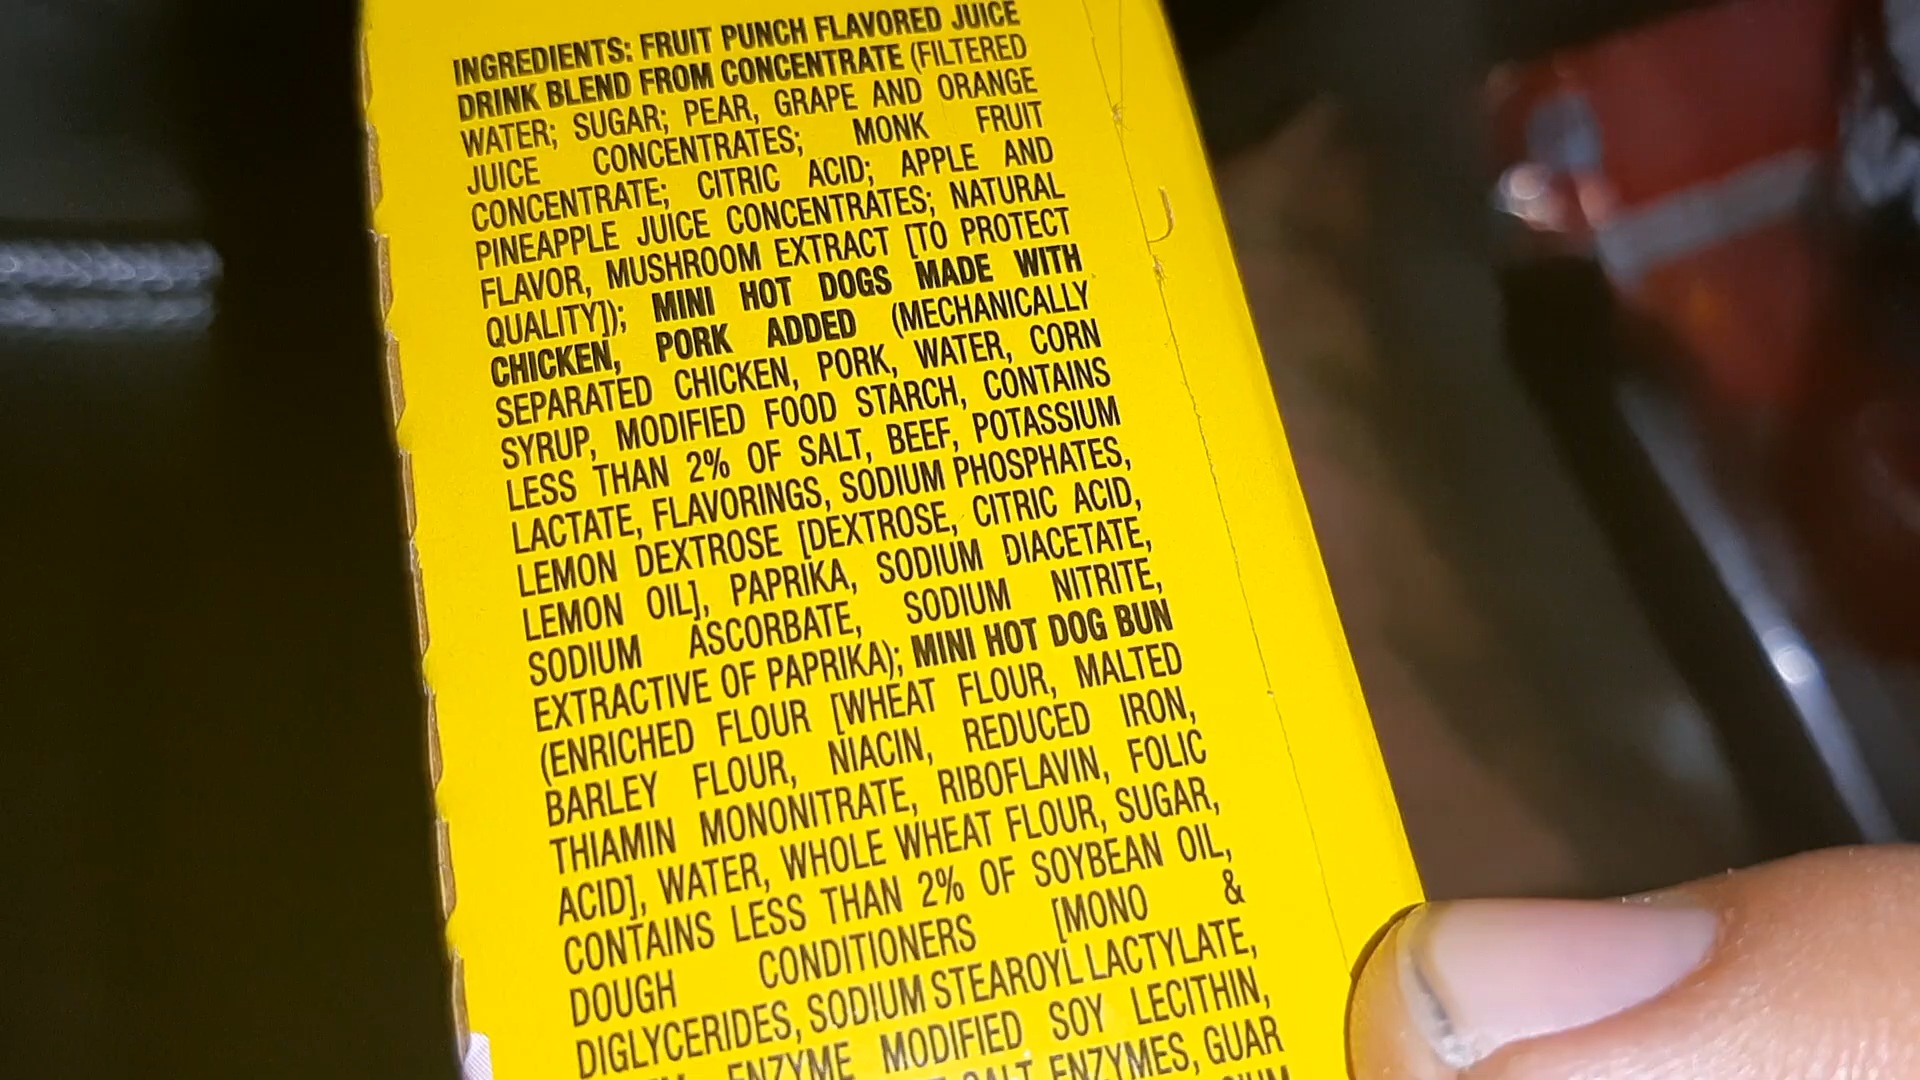 INGREDIENTS: FRUIT PUNCH FLAVORED JUICE
DRINK BLEND FROM CONCENTRATE (FILTERED
WATER; SUGAR; PEAR, GRAPE AND ORANGE
JUICE CONCENTRATES; MONK FRUIT
CONCENTRATE; CITRIC ACID; APPLE AND
PINEAPPLE JUICE CONCENTRATES; NATURAL
FLAVOR, MUSHROOM EXTRACT [TO PROTECT
QUALITY]); MINI HOT DOGS MADE WITH
CHICKEN, PORK ADDED (MECHANICALLY
SEPARATED CHICKEN, PORK, WATER, CORN
SYRUP, MODIFIED FOOD STARCH, CONTAINS
LESS THAN 2% OF SALT, BEEF, POTASSIUM
LACTATE, FLAVORINGS, SODIUM PHOSPHATES,
LEMON DEXTROSE [DEXTROSE, CITRIC ACID,
LEMON OIL], PAPRIKA, SODIUM DIACETATE,
SODIUM ASCORBATE, SODIUM NITRITE,
EXTRACTIVE OF PAPRIKA); MINI HOT DOG BUN
(ENRICHED FLOUR [WHEAT FLOUR, MALTED
BARLEY FLOUR, NIACIN, REDUCED IRON,
THIAMIN MONONITRATE, RIBOFLAVIN, FOLIC
ACID], WATER, WHOLE WHEAT FLOUR, SUGAR,
CONTAINS LESS THAN 2% OF SOYBEAN OIL,
DOUGH CONDITIONERS [MONO &
DIGLYCERIDES, SODIUM STEAROYL LACTYLATE,
ENZYME MODIFIED SOY LECITHIN,
SALT, ENZYMES, GUAR